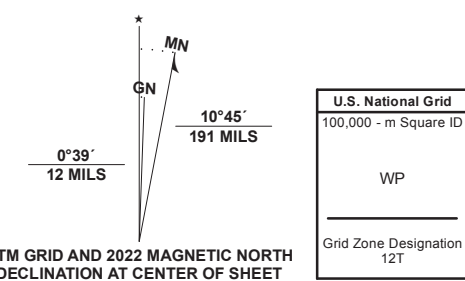 ★
MN
GN
10°45´
191 MILS
0°39´
12 MILS
TM GRID AND 2022 MAGNETIC NORTH
DECLINATION AT CENTER OF SHEET
U.S. National Grid
100,000 - m Square ID
WP
Grid Zone Designation
12T